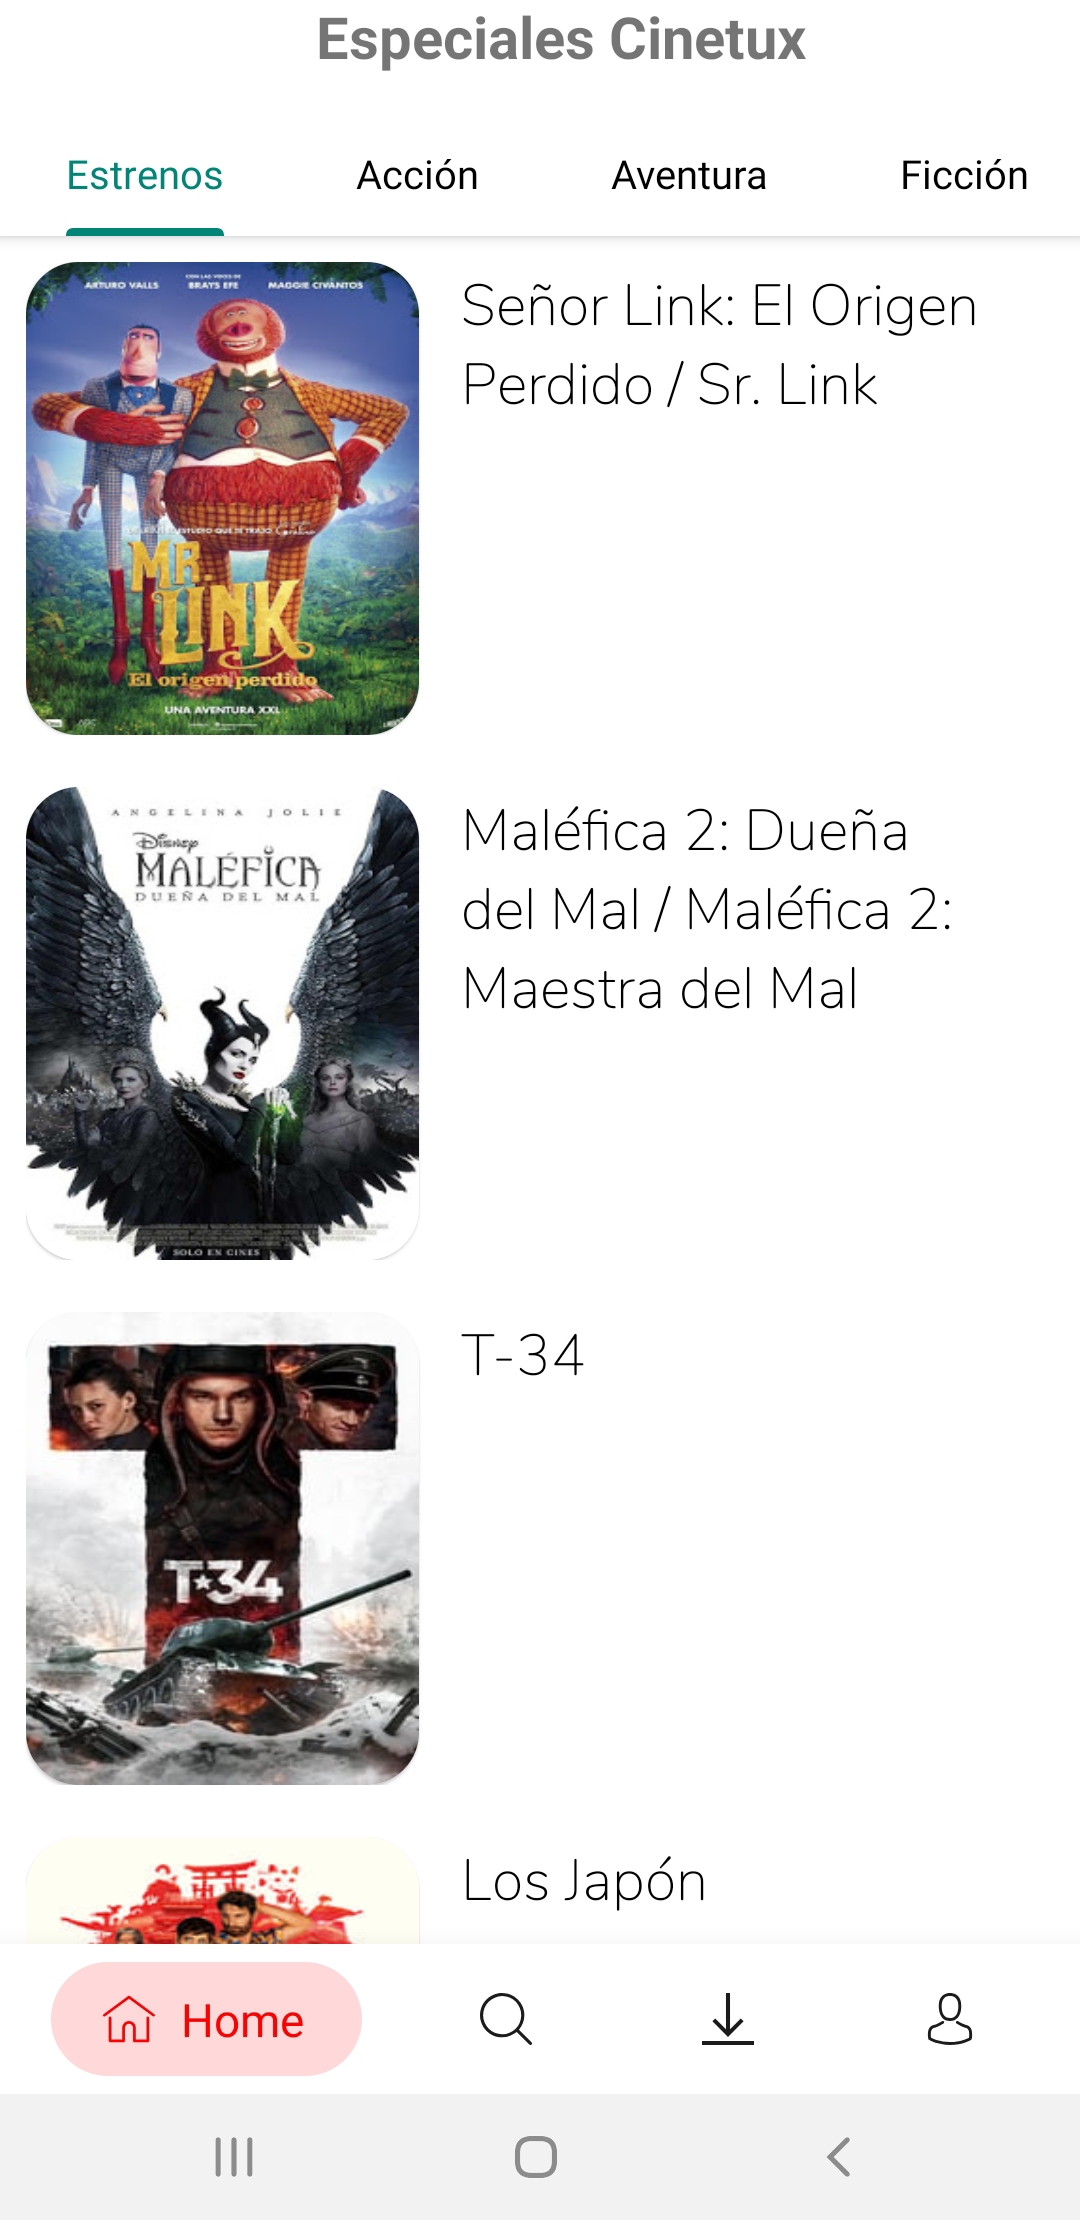 Especiales Cinetux
Estrenos
Acción
Aventura
Ficción
ARTURO VALLS
CON LAS VOCES DE
BRAYS EFE
MAGGIE CIVANTOS
MR.
LINK
El origen perdido
UNA AVENTURA XXL
Señor Link: El Origen
Perdido / Sr. Link
ANGELINA JOLIE
Disney
MALÉFICA
DUEÑA DEL MAL
SOLO EN CINES
Maléfica 2: Dueña
del Mal / Maléfica 2:
Maestra del Mal
T★34
T-34
Los Japón
Home